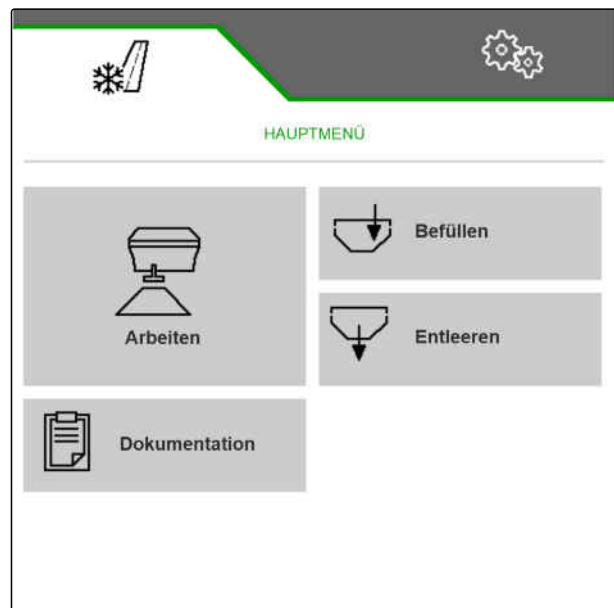 HAUPTMENÜ
Arbeiten
Befüllen
Entleeren
Dokumentation